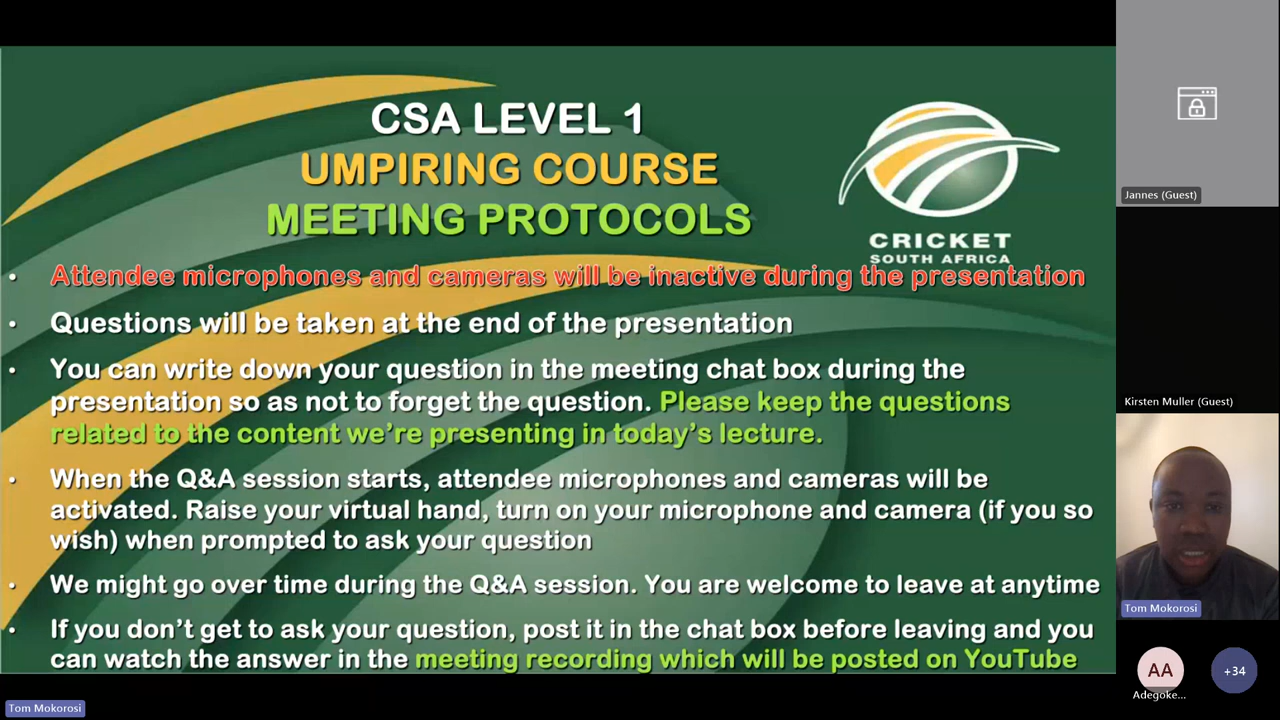 CSA LEVEL 1
UMPIRING COURSE
MEETING PROTOCOLS
CRICKET
SOUTH AFRICA
• Attendee microphones and cameras will be inactive during the presentation
• Questions will be taken at the end of the presentation
• You can write down your question in the meeting chat box during the
presentation so as not to forget the question. Please keep the questions
related to the content we're presenting in today's lecture.
• When the Q&A session starts, attendee microphones and cameras will be
activated. Raise your virtual hand, turn on your microphone and camera (if you so
wish) when prompted to ask your question
• We might go over time during the Q&A session. You are welcome to leave at anytime
• If you don't get to ask your question, post it in the chat box before leaving and you
can watch the answer in the meeting recording which will be posted on YouTube
Tom Mokorosi
Jannes (Guest)
Kirsten Muller (Guest)
Tom Mokorosi
AA
Adegoke...
+34